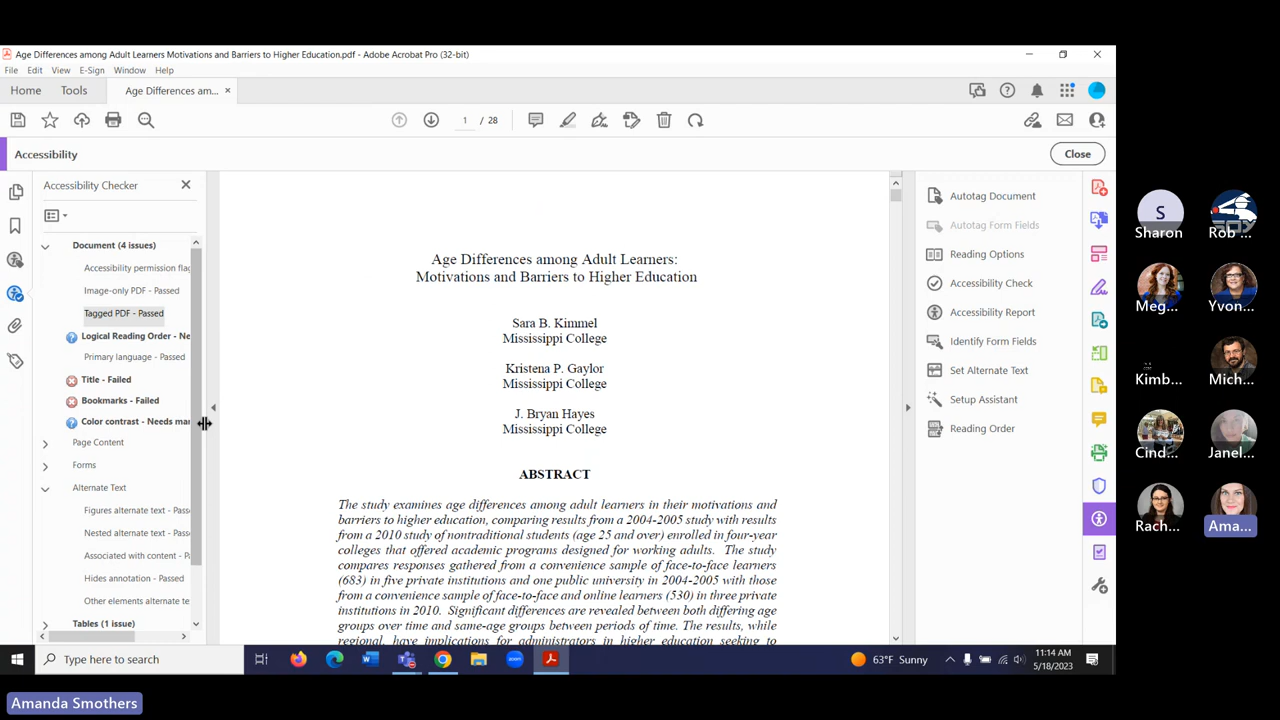 Age Differences among Adult Learners Motivations and Barriers to Higher Education.pdf - Adobe Acrobat Pro (32-bit)
File Edit View E-Sign Window Help
Home Tools Age Differences am...
1 / 28
Accessibility Close
Accessibility Checker
Document (4 issues)
Accessibility permission flag
Image-only PDF - Passed
Tagged PDF - Passed
Logical Reading Order - Ne
Primary language - Passed
Title - Failed
Bookmarks - Failed
Color contrast - Needs ma
Page Content
Forms
Alternate Text
Figures alternate text - Pass
Nested alternate text - Pass
Associated with content - P
Hides annotation - Passed
Other elements alternate te
Tables (1 issue)
Age Differences among Adult Learners:
Motivations and Barriers to Higher Education
Sara B. Kimmel
Mississippi College
Kristena P. Gaylor
Mississippi College
J. Bryan Hayes
Mississippi College
ABSTRACT
The study examines age differences among adult learners in their motivations and
barriers to higher education, comparing results from a 2004-2005 study with results
from a 2010 study of nontraditional students (age 25 and over) enrolled in four-year
colleges that offered academic programs designed for working adults. The study
compares responses gathered from a convenience sample of face-to-face learners
(683) in five private institutions and one public university in 2004-2005 with those
from a convenience sample of face-to-face and online learners (530) in three private
institutions in 2010. Significant differences are revealed between both differing age
groups over time and same-age groups between periods of time. The results, while
regional, have implications for administrators in higher education seeking to
Autotag Document
Autotag Form Fields
Reading Options
Accessibility Check
Accessibility Report
Identify Form Fields
Set Alternate Text
Setup Assistant
Reading Order
S
Sharon
Rob ...
Meg...
Yvon...
Kimb...
Mich...
Cind...
Janel...
Rach...
Ama...
Type here to search
63°F Sunny
11:14 AM
5/18/2023
Amanda Smothers